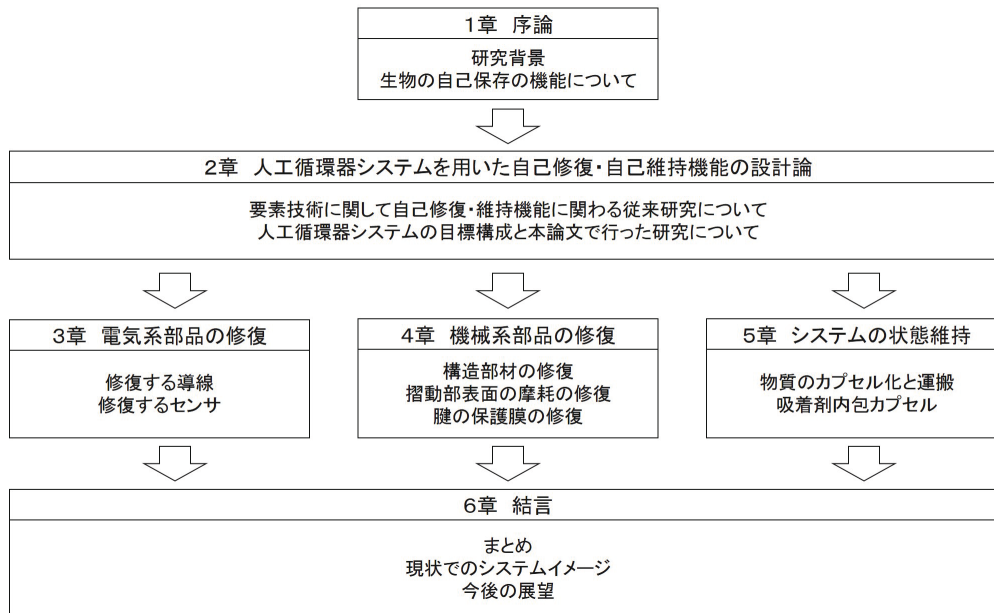 1章 序論
研究背景
生物の自己保存の機能について
2章 人工循環器システムを用いた自己修復・自己維持機能の設計論
要素技術に関して自己修復・維持機能に関わる従来研究について
人工循環器システムの目標構成と本論文で行った研究について
3章 電気系部品の修復
修復する導線
修復するセンサ
4章 機械系部品の修復
構造部材の修復
摺動部表面の摩耗の修復
腱の保護膜の修復
5章 システムの状態維持
物質のカプセル化と運搬
吸着剤内包カプセル
6章 結言
まとめ
現状でのシステムイメージ
今後の展望